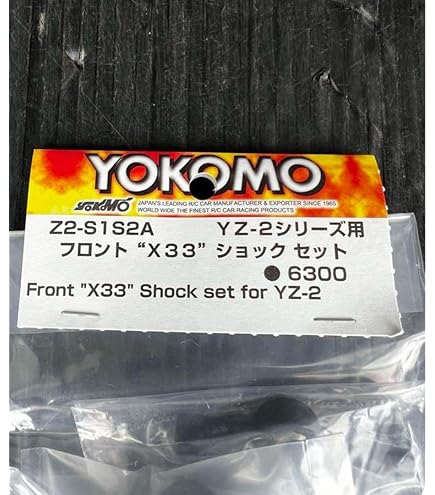 YOKOMO
YOKOMO JAPAN'S LEADING R/C CAR MANUFACTURER & EXPORTER SINCE 1965
WORLD WIDE THE FINEST R/C CAR RACING PRODUCTS
Z2-S1S2A YZ-2シリーズ用
フロント “X33” ショック セット
●6300
Front "X33" Shock set for YZ-2